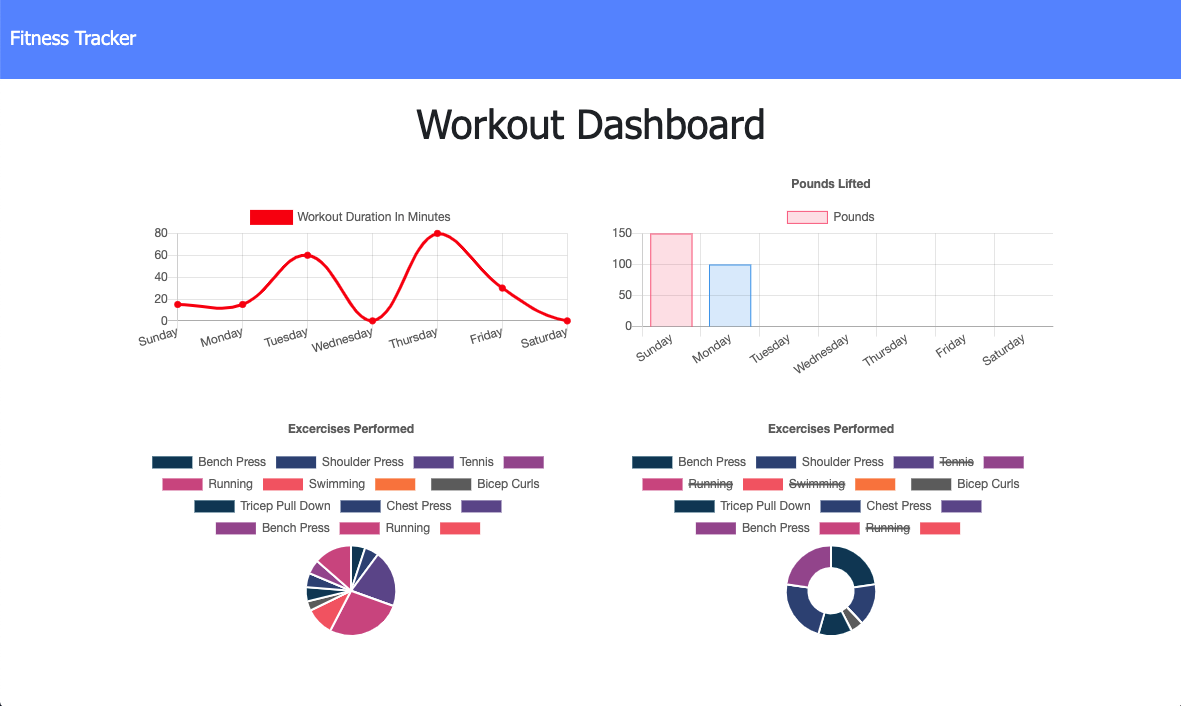 Fitness Tracker
Workout Dashboard
Workout Duration In Minutes
80
60
40
20
0
Sunday Monday Tuesday Wednesday Thursday Friday Saturday
Pounds Lifted
Pounds
150
100
50
0
Sunday Monday Tuesday Wednesday Thursday Friday Saturday
Excercises Performed
Bench Press Shoulder Press Tennis
Running Swimming Bicep Curls
Tricep Pull Down Chest Press
Bench Press Running
Excercises Performed
Bench Press Shoulder Press Tennis
Running Swimming Bicep Curls
Tricep Pull Down Chest Press
Bench Press Running